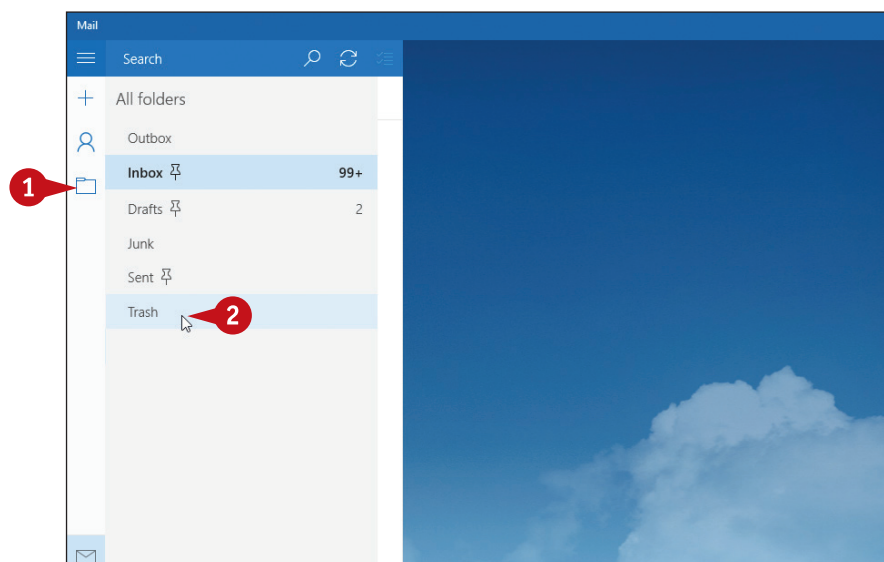 Mail
Search
All folders
Outbox
Inbox 99+
1
Drafts 2
Junk
Sent
Trash
2